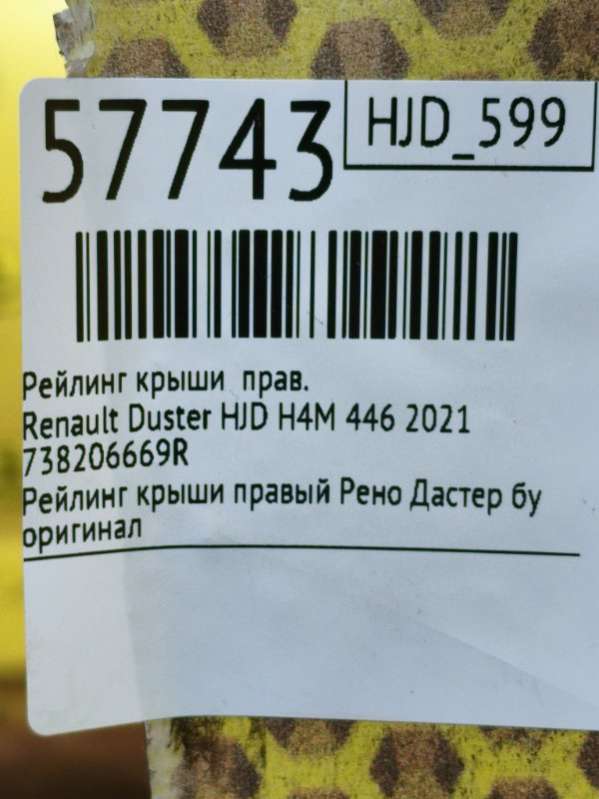 57743
HJD_599
Рейлинг крыши прав.
Renault Duster HJD H4M 446 2021
738206669R
Рейлинг крыши правый Рено Дастер бу
оригинал